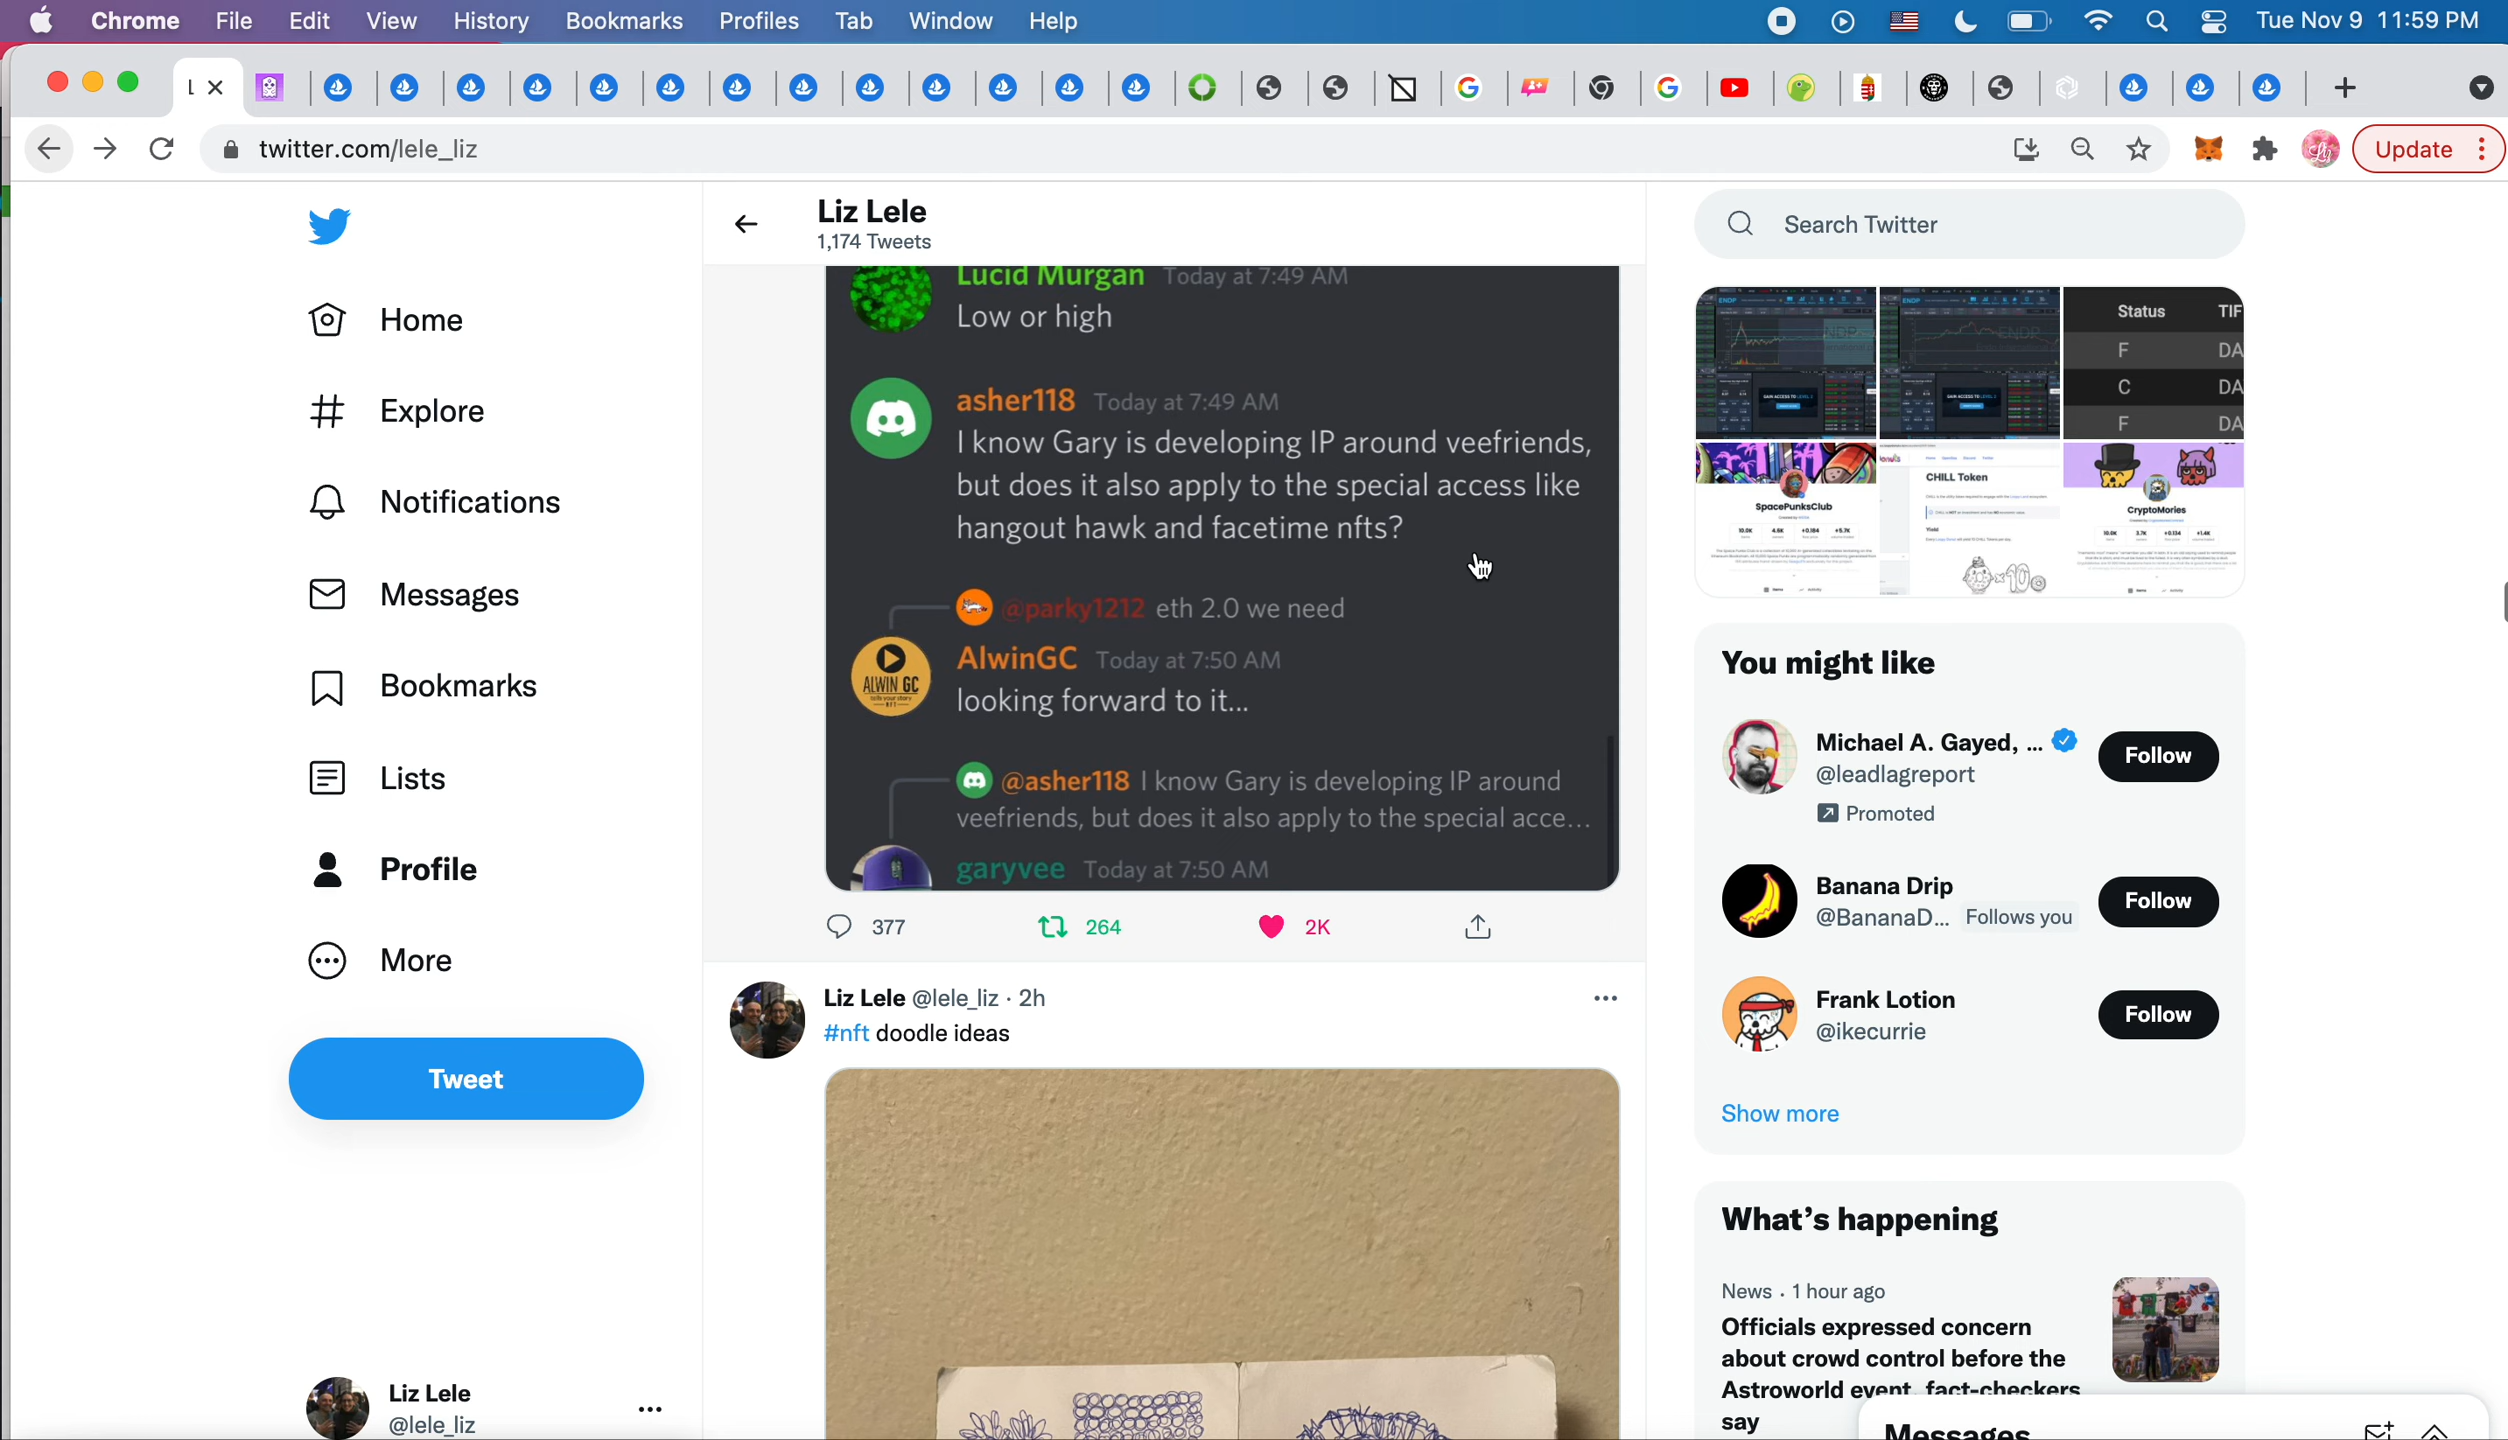 Chrome File Edit View History Bookmarks Profiles Tab Window Help Tue Nov 9 11:59 PM
twitter.com/lele_liz
Update
Liz Lele
1,174 Tweets
Search Twitter
Home
Explore
Notifications
Messages
Bookmarks
Lists
Profile
More
Tweet
Liz Lele
@lele_liz
Lucid Murgan Today at 7:49 AM
Low or high
asher118 Today at 7:49 AM
I know Gary is developing IP around veefriends,
but does it also apply to the special access like
hangout hawk and facetime nfts?
@parky1212 eth 2.0 we need
AlwinGC Today at 7:50 AM
ALWIN GC
looking forward to it...
@asher118 I know Gary is developing IP around
veefriends, but does it also apply to the special acce...
garyvee Today at 7:50 AM
377 264 2K
Liz Lele @lele_liz · 2h
#nft doodle ideas
ENDP
ENDP
Status TIF
F DA
C DA
F DA
SpacePunksClub
CHILL Token
CryptoMories
You might like
Michael A. Gayed, ...
@leadlagreport
Promoted
Follow
Banana Drip
@BananaD... Follows you
Follow
Frank Lotion
@ikecurrie
Follow
Show more
What's happening
News · 1 hour ago
Officials expressed concern
about crowd control before the
Astroworld event, fact-checkers
say
Messages